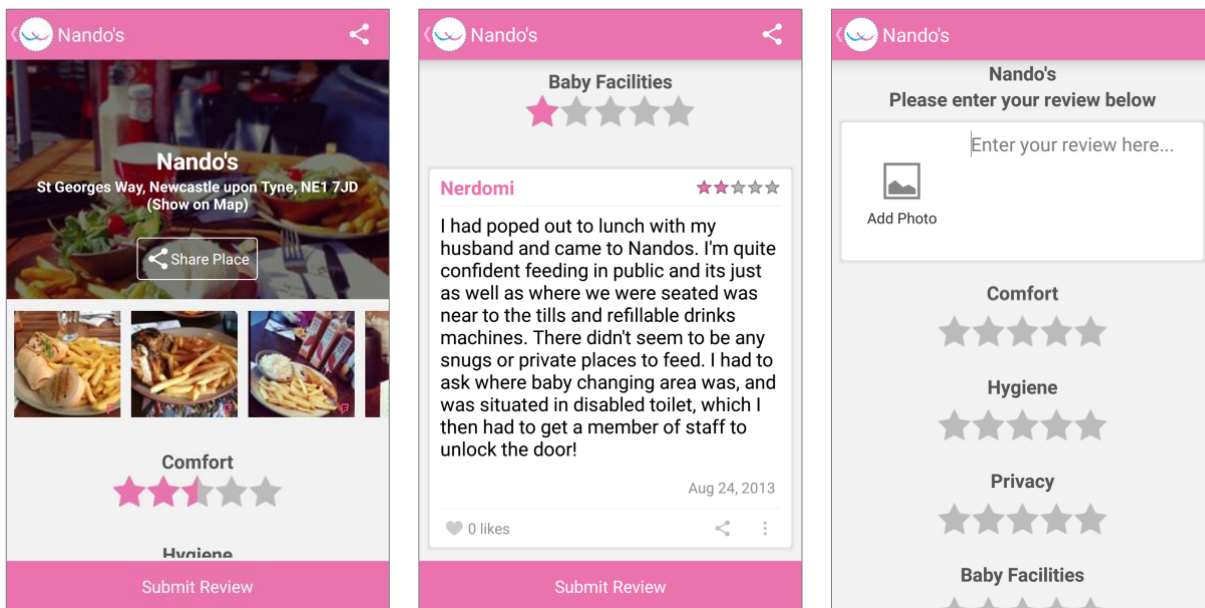 Nando's
Nando's
St Georges Way, Newcastle upon Tyne, NE1 7JD
(Show on Map)
Share Place
Comfort
Hygiene
Submit Review
Nando's
Baby Facilities
Nerdomi
I had poped out to lunch with my
husband and came to Nandos. I'm quite
confident feeding in public and its just
as well as where we were seated was
near to the tills and refillable drinks
machines. There didn't seem to be any
snugs or private places to feed. I had to
ask where baby changing area was, and
was situated in disabled toilet, which I
then had to get a member of staff to
unlock the door!
Aug 24, 2013
0 likes
Submit Review
Nando's
Nando's
Please enter your review below
Enter your review here...
Add Photo
Comfort
Hygiene
Privacy
Baby Facilities